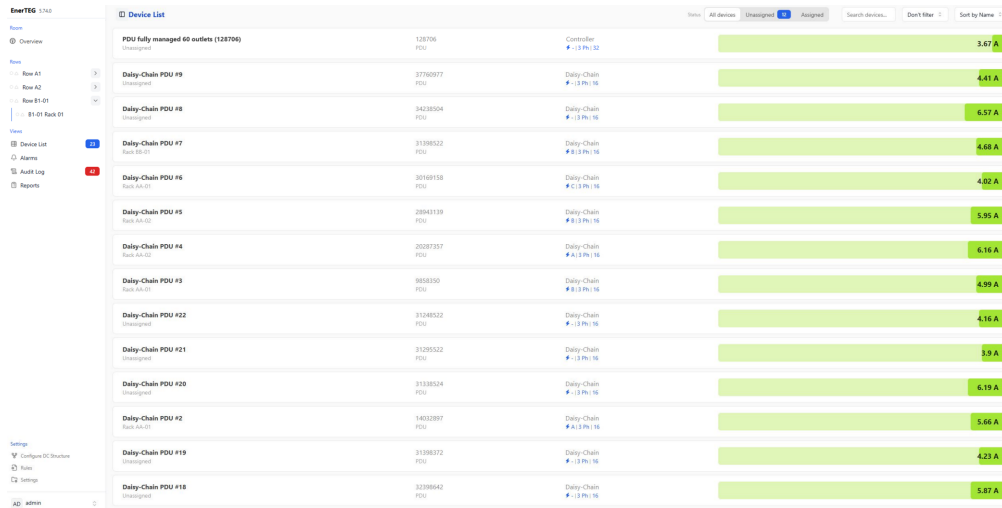 EnerTEG 5.74.0
Room
Overview
Rows
Row A1
Row A2
Row B1-01
B1-01 Rack 01
Views
Device List 23
Alarms
Audit Log 42
Reports
Settings
Configure DC Structure
Roles
Settings
AD admin
Device List
Status All devices Unassigned 12 Assigned Search devices... Don't filter Sort by Name
PDU fully managed 60 outlets (128706) 128706 Controller 3.67 A
Unassigned PDU - | 3 Ph | 32
Daisy-Chain PDU #9 37760977 Daisy-Chain 4.41 A
Unassigned PDU - | 3 Ph | 16
Daisy-Chain PDU #8 34238504 Daisy-Chain 6.57 A
Unassigned PDU - | 3 Ph | 16
Daisy-Chain PDU #7 31398522 Daisy-Chain 4.68 A
Rack BB-01 PDU B | 3 Ph | 16
Daisy-Chain PDU #6 30169158 Daisy-Chain 4.02 A
Rack AA-01 PDU C | 3 Ph | 16
Daisy-Chain PDU #5 28943139 Daisy-Chain 5.95 A
Rack AA-02 PDU B | 3 Ph | 16
Daisy-Chain PDU #4 20287357 Daisy-Chain 6.16 A
Rack AA-02 PDU A | 3 Ph | 16
Daisy-Chain PDU #3 9858350 Daisy-Chain 4.99 A
Rack AA-01 PDU B | 3 Ph | 16
Daisy-Chain PDU #22 31248522 Daisy-Chain 4.16 A
Unassigned PDU - | 3 Ph | 16
Daisy-Chain PDU #21 31295522 Daisy-Chain 3.9 A
Unassigned PDU - | 3 Ph | 16
Daisy-Chain PDU #20 31338524 Daisy-Chain 6.19 A
Unassigned PDU - | 3 Ph | 16
Daisy-Chain PDU #2 14032897 Daisy-Chain 5.66 A
Rack AA-01 PDU A | 3 Ph | 16
Daisy-Chain PDU #19 31398372 Daisy-Chain 4.23 A
Unassigned PDU - | 3 Ph | 16
Daisy-Chain PDU #18 32398642 Daisy-Chain 5.87 A
Unassigned PDU - | 3 Ph | 16